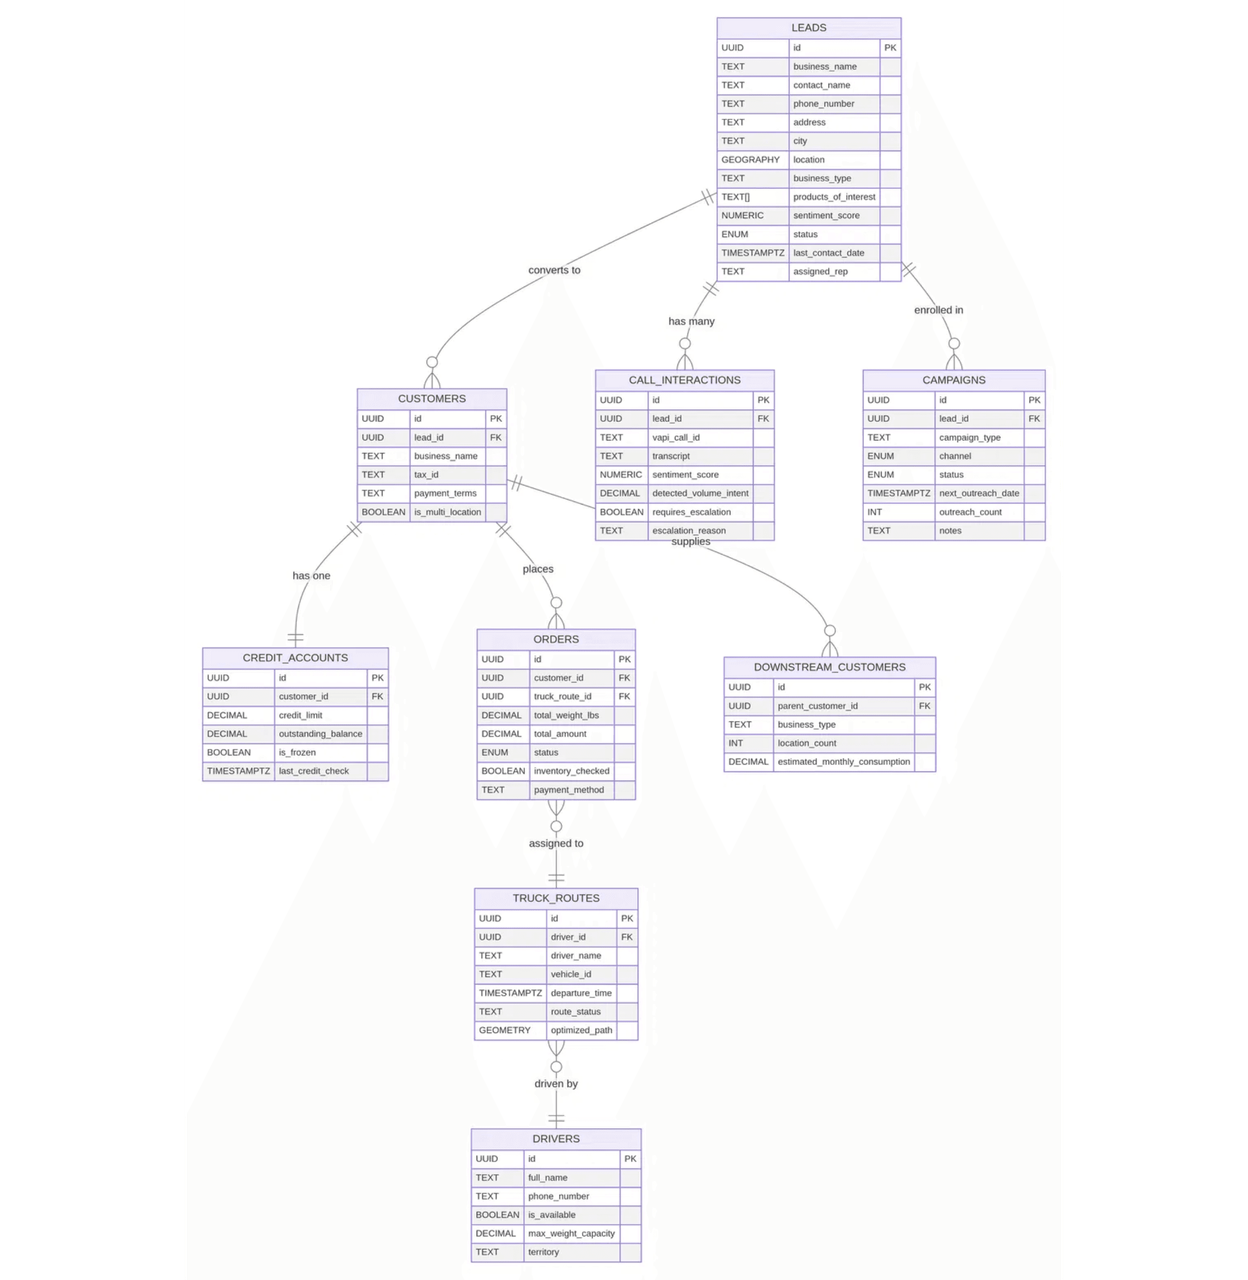 LEADS
UUID id PK
TEXT business_name
TEXT contact_name
TEXT phone_number
TEXT address
TEXT city
GEOGRAPHY location
TEXT business_type
TEXT[] products_of_interest
NUMERIC sentiment_score
ENUM status
TIMESTAMPTZ last_contact_date
TEXT assigned_rep
converts to
has many
enrolled in
CUSTOMERS
UUID id PK
UUID lead_id FK
TEXT business_name
TEXT tax_id
TEXT payment_terms
BOOLEAN is_multi_location
CALL_INTERACTIONS
UUID id PK
UUID lead_id FK
TEXT vapi_call_id
TEXT transcript
NUMERIC sentiment_score
DECIMAL detected_volume_intent
BOOLEAN requires_escalation
TEXT escalation_reason
CAMPAIGNS
UUID id PK
UUID lead_id FK
TEXT campaign_type
ENUM channel
ENUM status
TIMESTAMPTZ next_outreach_date
INT outreach_count
TEXT notes
supplies
has one
places
CREDIT_ACCOUNTS
UUID id PK
UUID customer_id FK
DECIMAL credit_limit
DECIMAL outstanding_balance
BOOLEAN is_frozen
TIMESTAMPTZ last_credit_check
ORDERS
UUID id PK
UUID customer_id FK
UUID truck_route_id FK
DECIMAL total_weight_lbs
DECIMAL total_amount
ENUM status
BOOLEAN inventory_checked
TEXT payment_method
DOWNSTREAM_CUSTOMERS
UUID id PK
UUID parent_customer_id FK
TEXT business_type
INT location_count
DECIMAL estimated_monthly_consumption
assigned to
TRUCK_ROUTES
UUID id PK
UUID driver_id FK
TEXT driver_name
TEXT vehicle_id
TIMESTAMPTZ departure_time
TEXT route_status
GEOMETRY optimized_path
driven by
DRIVERS
UUID id PK
TEXT full_name
TEXT phone_number
BOOLEAN is_available
DECIMAL max_weight_capacity
TEXT territory